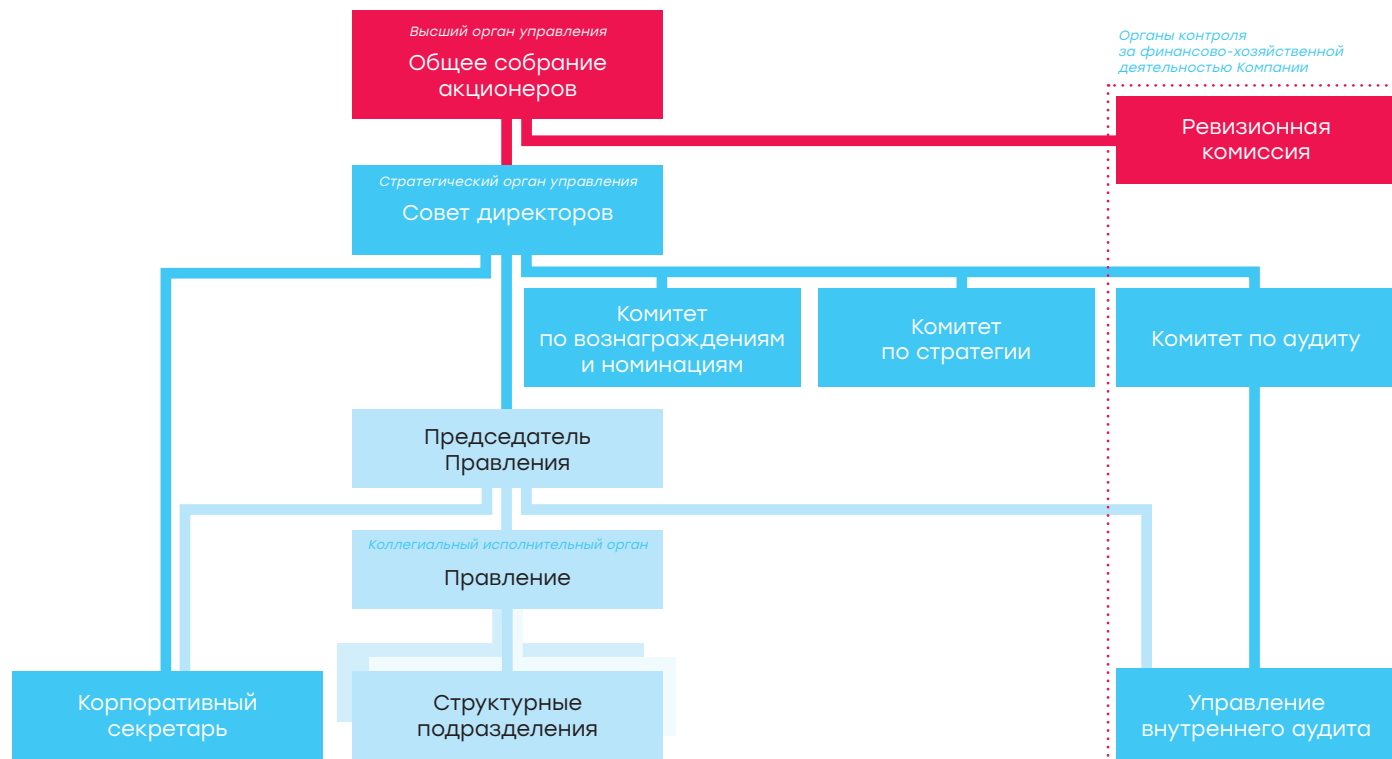 Высший орган управления
Общее собрание
акционеров
Органы контроля
за финансово-хозяйственной
деятельностью Компании
Ревизионная
комиссия
Стратегический орган управления
Совет директоров
Комитет
по вознаграждениям
и номинациям
Комитет
по стратегии
Комитет по аудиту
Председатель
Правления
Коллегиальный исполнительный орган
Правление
Корпоративный
секретарь
Структурные
подразделения
Управление
внутреннего аудита